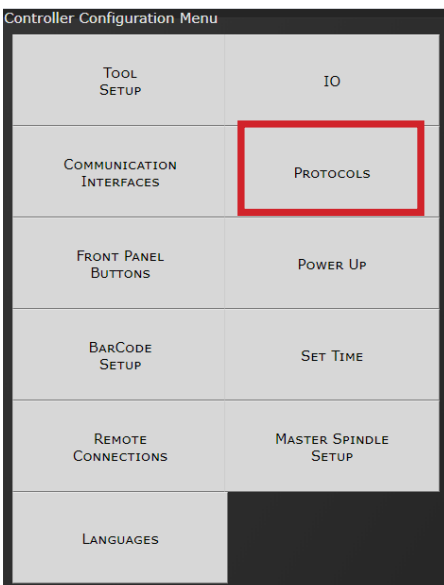 Controller Configuration Menu
Tool
Setup
IO
Communication
Interfaces
Protocols
Front Panel
Buttons
Power Up
BarCode
Setup
Set Time
Remote
Connections
Master Spindle
Setup
Languages